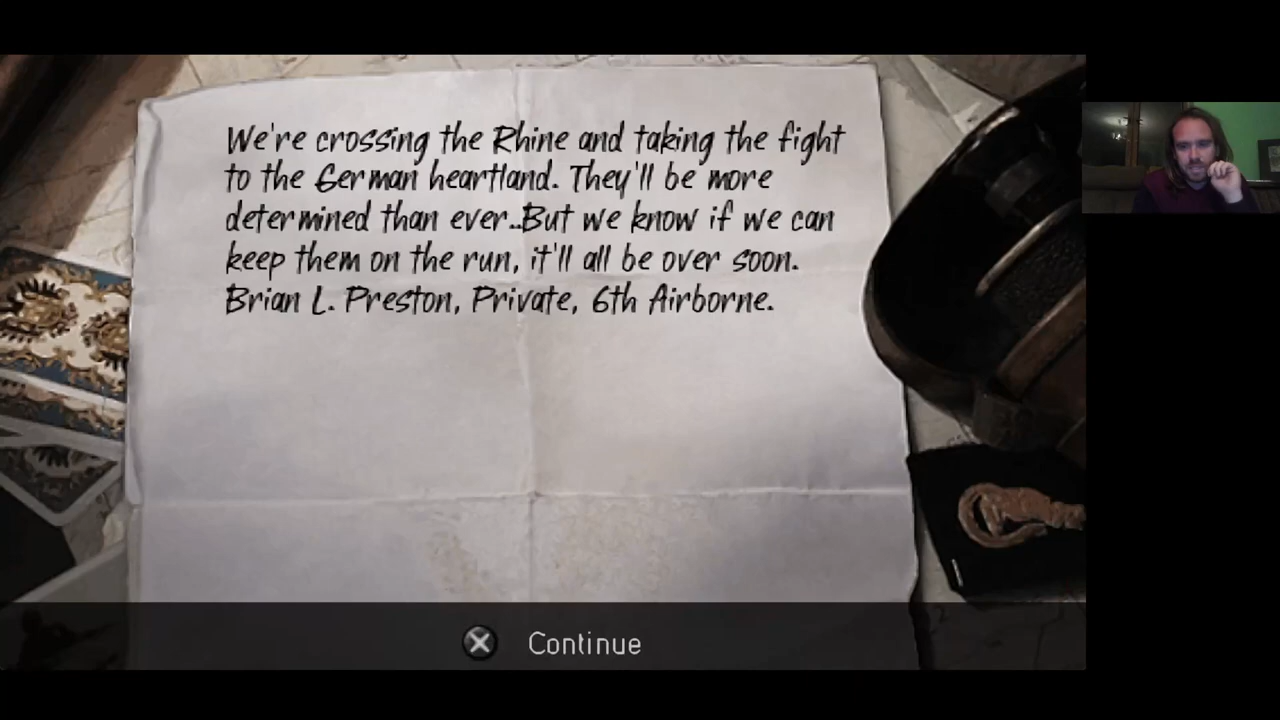 We're crossing the Rhine and taking the fight
to the German heartland. They'll be more
determined than ever..But we know if we can
keep them on the run, it'll all be over soon.
Brian L. Preston, Private, 6th Airborne.
Continue